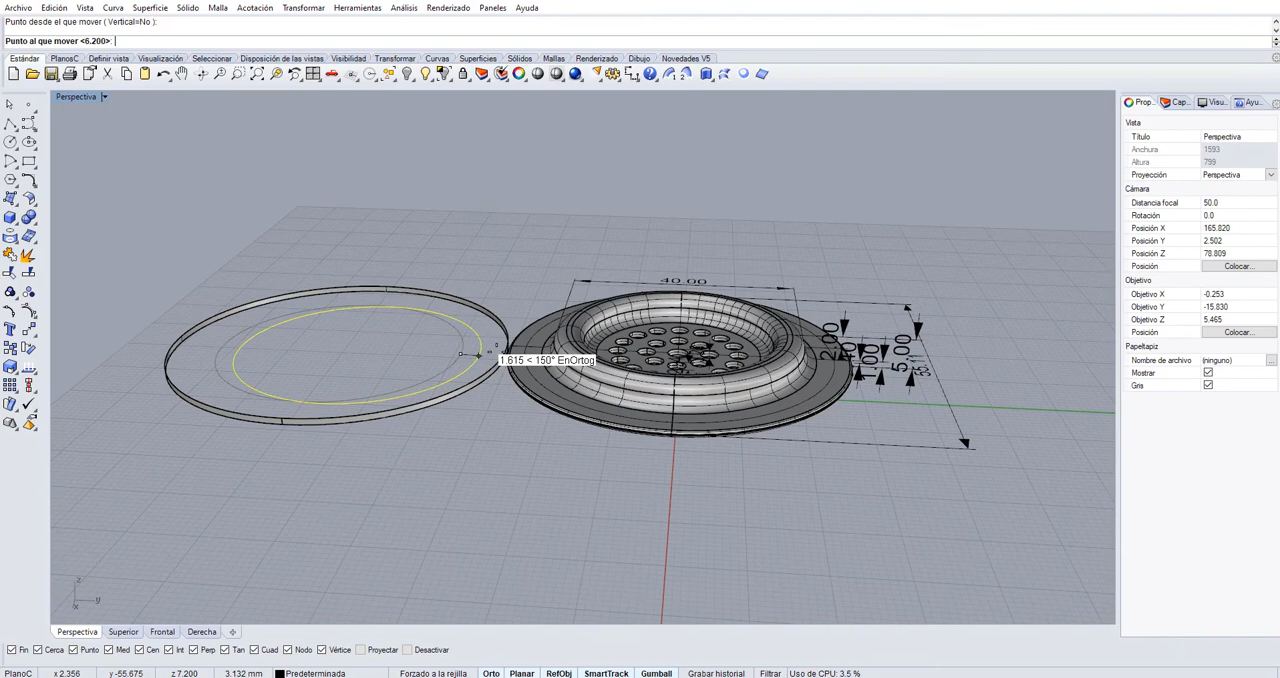 Archivo Edición Vista Curva Superficie Sólido Malla Acotación Transformar Herramientas Análisis Renderizado Paneles Ayuda
Punto desde el que mover ( Vertical=No ):
Punto al que mover <6.200>:
Estándar PlanosC Definir vista Visualización Seleccionar Disposición de las vistas Visibilidad Transformar Curvas Superficies Sólidos Mallas Renderizado Dibujo Novedades V5
Perspectiva
Prop.. Cap... Visu... Ayu...
Vista
Título Perspectiva
Anchura 1593
Altura 799
Proyección Perspectiva
Cámara
Distancia focal 50.0
Rotación 0.0
Posición X 165.820
Posición Y 2.502
Posición Z 78.809
Posición Colocar...
Objetivo
Objetivo X -0.253
Objetivo Y -15.830
Objetivo Z 5.465
Posición Colocar...
Papeltapiz
Nombre de archivo (ninguno) ...
Mostrar
Gris
40.00
1.00
5.00
1.615 < 150° EnOrtog
z
x y
Perspectiva Superior Frontal Derecha
Fin Cerca Punto Med Cen Int Perp Tan Cuad Nodo Vértice Proyectar Desactivar
PlanoC x 2.356 y -55.675 z 7.200 3.132 mm Predeterminada Forzado a la rejilla Orto Planar RefObj SmartTrack Gumball Grabar historial Filtrar Uso de CPU: 3.5 %